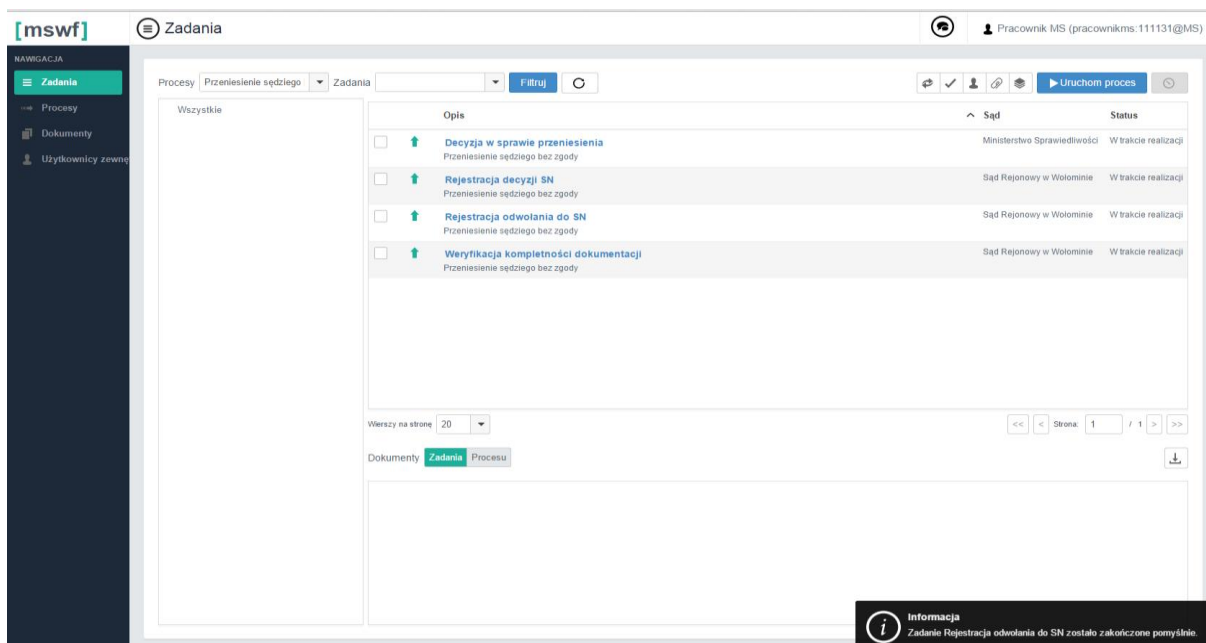 [mswf]
Zadania
Pracownik MS (pracownikms:111131@MS)
NAWIGACJA
Zadania
Procesy
Dokumenty
Użytkownicy zewnę
Procesy Przeniesienie sędziego Zadania Filtruj Uruchom proces
Wszystkie
Opis Sąd Status
Decyzja w sprawie przeniesienia Ministerstwo Sprawiedliwości W trakcie realizacji
Przeniesienie sędziego bez zgody
Rejestracja decyzji SN Sąd Rejonowy w Wołominie W trakcie realizacji
Przeniesienie sędziego bez zgody
Rejestracja odwołania do SN Sąd Rejonowy w Wołominie W trakcie realizacji
Przeniesienie sędziego bez zgody
Weryfikacja kompletności dokumentacji Sąd Rejonowy w Wołominie W trakcie realizacji
Przeniesienie sędziego bez zgody
Wierszy na stronę 20 << < Strona: 1 / 1 > >>
Dokumenty Zadania Procesu
Informacja
Zadanie Rejestracja odwołania do SN zostało zakończone pomyślnie.